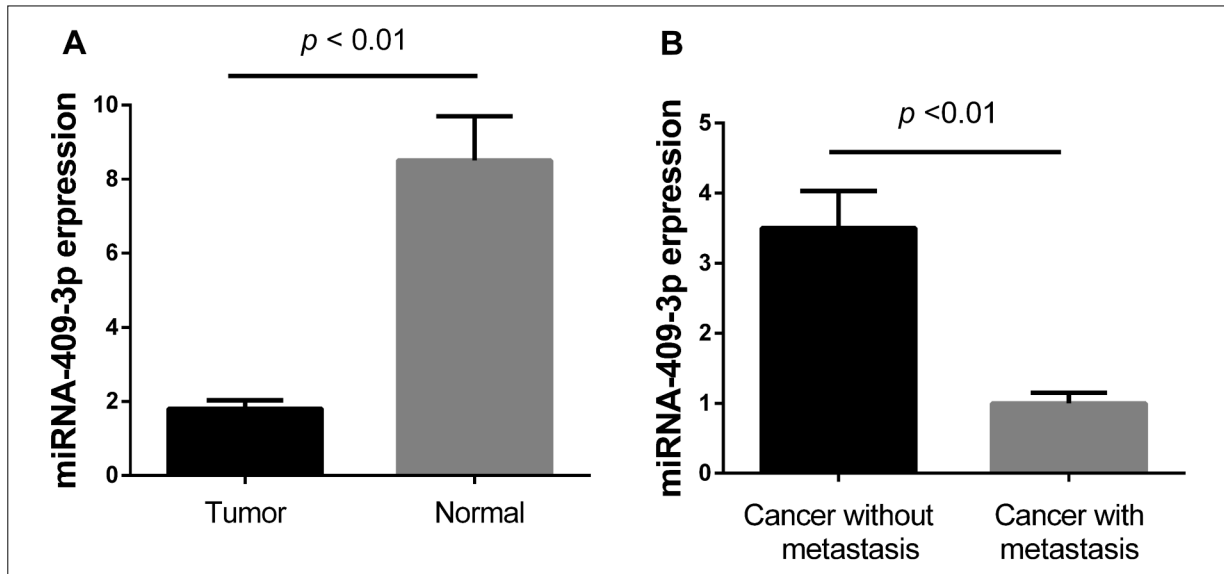 A
p < 0.01
miRNA-409-3p erpression
10
8
6
4
2
0
Tumor
Normal
B
p <0.01
miRNA-409-3p erpression
5
4
3
2
1
0
Cancer without
metastasis
Cancer with
metastasis